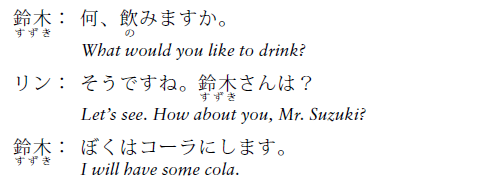 鈴木： 何、飲みますか。
すずき の
What would you like to drink?
リン： そうですね。鈴木さんは？
すずき
Let's see. How about you, Mr. Suzuki?
鈴木： ぼくはコーラにします。
すずき
I will have some cola.